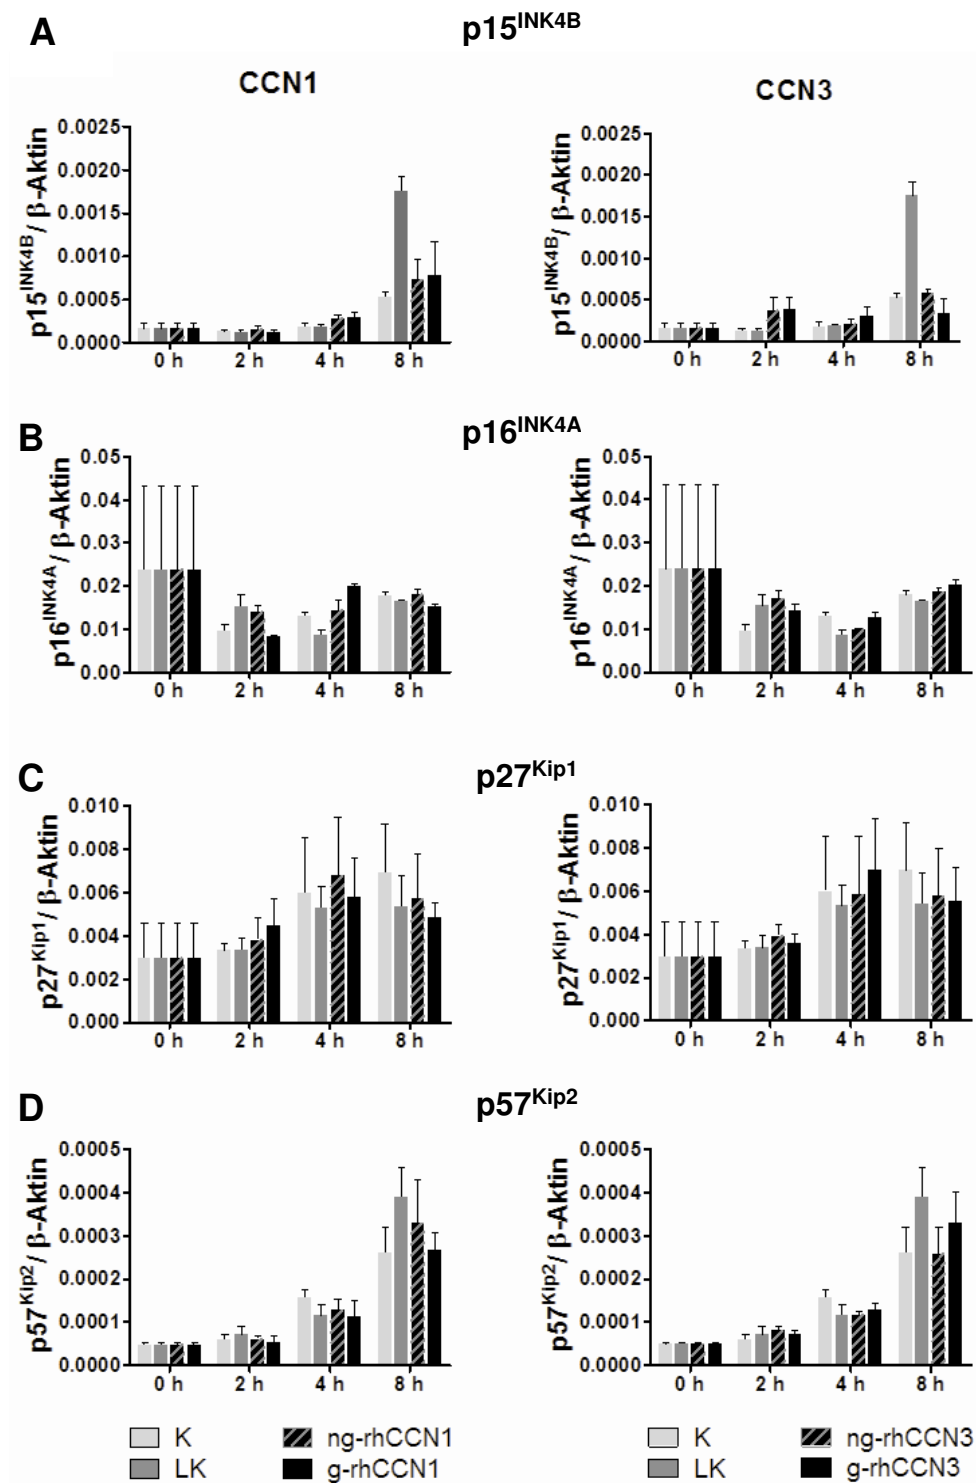 A
p15INK4B
CCN1
CCN3
p15INK4B/ β-Aktin
0.0025
0.0020
0.0015
0.0010
0.0005
0.0000
0 h 2 h 4 h 8 h
p15INK4B/ β-Aktin
0.0025
0.0020
0.0015
0.0010
0.0005
0.0000
0 h 2 h 4 h 8 h
B
p16INK4A
p16INK4A/ β-Aktin
0.05
0.04
0.03
0.02
0.01
0.00
0 h 2 h 4 h 8 h
p16INK4A/ β-Aktin
0.05
0.04
0.03
0.02
0.01
0.00
0 h 2 h 4 h 8 h
C
p27Kip1
p27Kip1/ β-Aktin
0.010
0.008
0.006
0.004
0.002
0.000
0 h 2 h 4 h 8 h
p27Kip1/ β-Aktin
0.010
0.008
0.006
0.004
0.002
0.000
0 h 2 h 4 h 8 h
D
p57Kip2
p57Kip2/ β-Aktin
0.0005
0.0004
0.0003
0.0002
0.0001
0.0000
0 h 2 h 4 h 8 h
p57Kip2/ β-Aktin
0.0005
0.0004
0.0003
0.0002
0.0001
0.0000
0 h 2 h 4 h 8 h
K ng-rhCCN1
LK g-rhCCN1
K ng-rhCCN3
LK g-rhCCN3